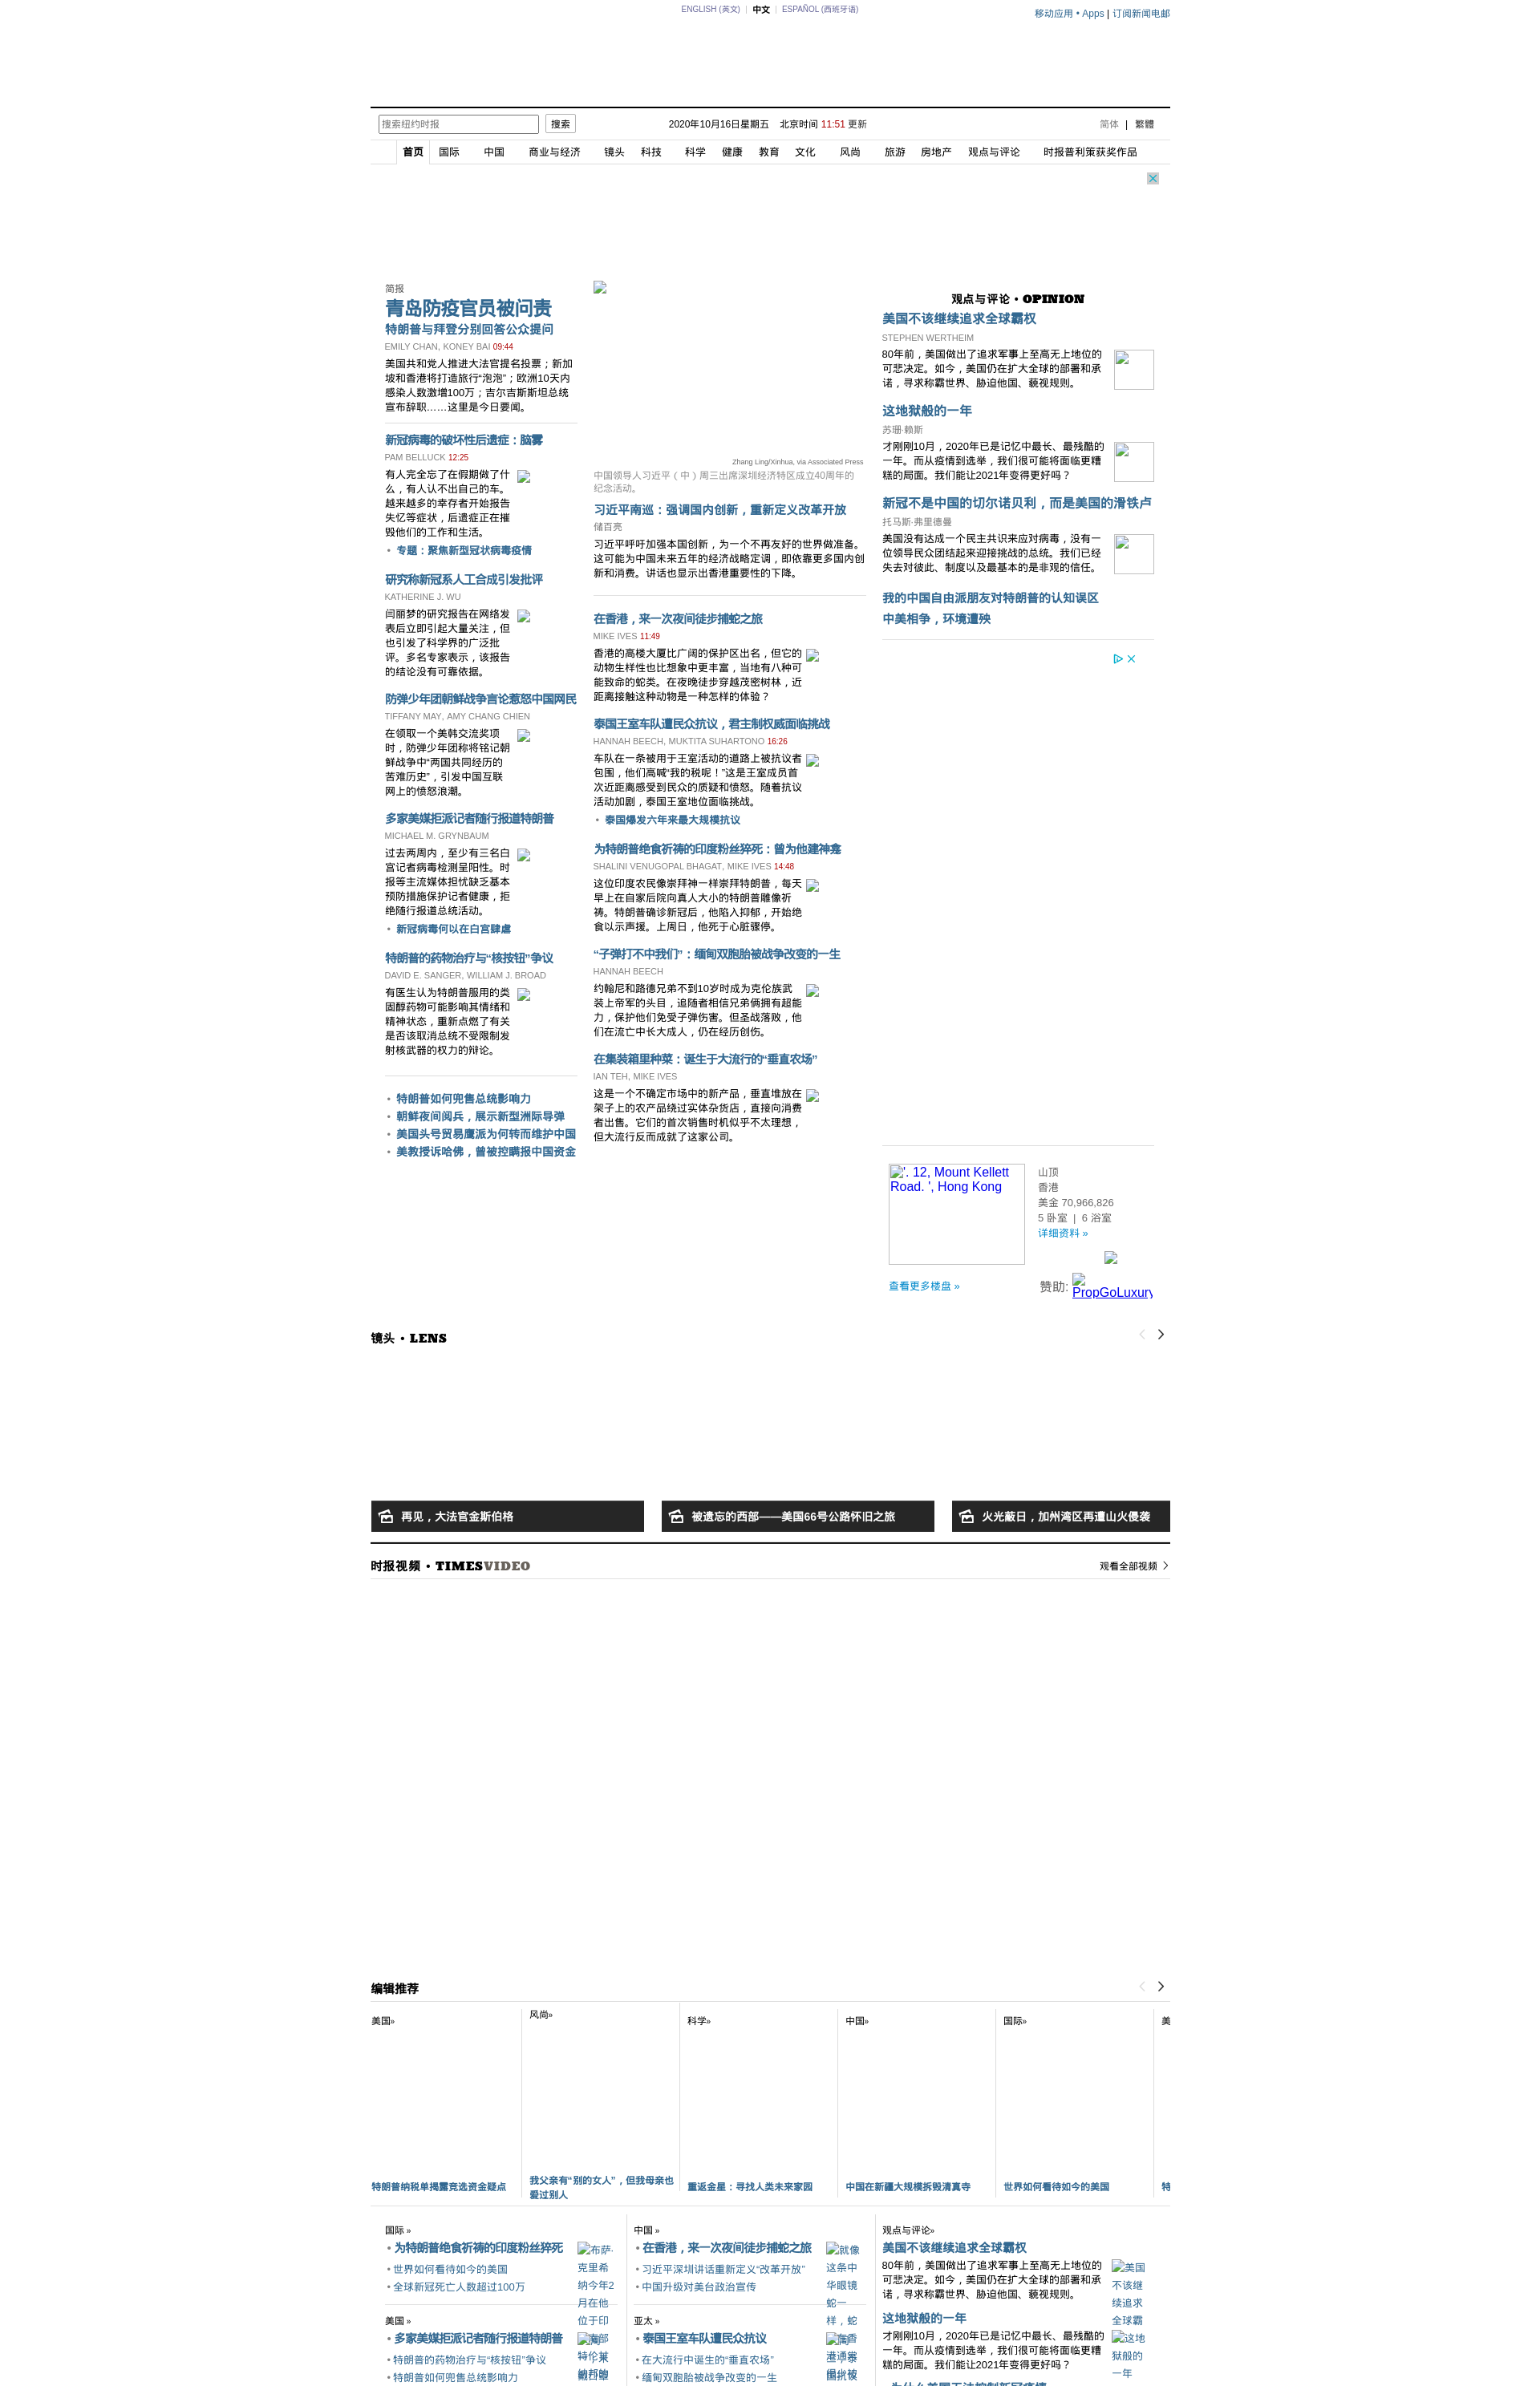 ENGLISH (英文) | 中文 | ESPAÑOL (西班牙语)
移动应用 • Apps | 订阅新闻电邮
搜索纽约时报 搜索 2020年10月16日星期五 北京时间 11:51 更新 简体 | 繁體
首页 国际 中国 商业与经济 镜头 科技 科学 健康 教育 文化 风尚 旅游 房地产 观点与评论 时报普利策获奖作品
简报
青岛防疫官员被问责
特朗普与拜登分别回答公众提问
EMILY CHAN, KONEY BAI 09:44
美国共和党人推进大法官提名投票；新加
坡和香港将打造旅行“泡泡”；欧洲10天内
感染人数激增100万；吉尔吉斯斯坦总统
宣布辞职……这里是今日要闻。
新冠病毒的破坏性后遗症：脑雾
PAM BELLUCK 12:25
有人完全忘了在假期做了什
么，有人认不出自己的车。
越来越多的幸存者开始报告
失忆等症状，后遗症正在摧
毁他们的工作和生活。
• 专题：聚焦新型冠状病毒疫情
研究称新冠系人工合成引发批评
KATHERINE J. WU
闫丽梦的研究报告在网络发
表后立即引起大量关注，但
也引发了科学界的广泛批
评。多名专家表示，该报告
的结论没有可靠依据。
防弹少年团朝鲜战争言论惹怒中国网民
TIFFANY MAY, AMY CHANG CHIEN
在领取一个美韩交流奖项
时，防弹少年团称将铭记朝
鲜战争中“两国共同经历的
苦难历史”，引发中国互联
网上的愤怒浪潮。
多家美媒拒派记者随行报道特朗普
MICHAEL M. GRYNBAUM
过去两周内，至少有三名白
宫记者病毒检测呈阳性。时
报等主流媒体担忧缺乏基本
预防措施保护记者健康，拒
绝随行报道总统活动。
• 新冠病毒何以在白宫肆虐
特朗普的药物治疗与“核按钮”争议
DAVID E. SANGER, WILLIAM J. BROAD
有医生认为特朗普服用的类
固醇药物可能影响其情绪和
精神状态，重新点燃了有关
是否该取消总统不受限制发
射核武器的权力的辩论。
• 特朗普如何兜售总统影响力
• 朝鲜夜间阅兵，展示新型洲际导弹
• 美国头号贸易鹰派为何转而维护中国
• 美教授诉哈佛，曾被控瞒报中国资金
Zhang Ling/Xinhua, via Associated Press
中国领导人习近平（中）周三出席深圳经济特区成立40周年的
纪念活动。
习近平南巡：强调国内创新，重新定义改革开放
储百亮
习近平呼吁加强本国创新，为一个不再友好的世界做准备。
这可能为中国未来五年的经济战略定调，即依靠更多国内创
新和消费。讲话也显示出香港重要性的下降。
在香港，来一次夜间徒步捕蛇之旅
MIKE IVES 11:49
香港的高楼大厦比广阔的保护区出名，但它的
动物生样性也比想象中更丰富，当地有八种可
能致命的蛇类。在夜晚徒步穿越茂密树林，近
距离接触这种动物是一种怎样的体验？
泰国王室车队遭民众抗议，君主制权威面临挑战
HANNAH BEECH, MUKTITA SUHARTONO 16:26
车队在一条被用于王室活动的道路上被抗议者
包围，他们高喊“我的税呢！”这是王室成员首
次近距离感受到民众的质疑和愤怒。随着抗议
活动加剧，泰国王室地位面临挑战。
• 泰国爆发六年来最大规模抗议
为特朗普绝食祈祷的印度粉丝猝死：曾为他建神龛
SHALINI VENUGOPAL BHAGAT, MIKE IVES 14:48
这位印度农民像崇拜神一样崇拜特朗普，每天
早上在自家后院向真人大小的特朗普雕像祈
祷。特朗普确诊新冠后，他陷入抑郁，开始绝
食以示声援。上周日，他死于心脏骤停。
“子弹打不中我们”：缅甸双胞胎被战争改变的一生
HANNAH BEECH
约翰尼和路德兄弟不到10岁时成为克伦族武
装上帝军的头目，追随者相信兄弟俩拥有超能
力，保护他们免受子弹伤害。但圣战落败，他
们在流亡中长大成人，仍在经历创伤。
在集装箱里种菜：诞生于大流行的“垂直农场”
IAN TEH, MIKE IVES
这是一个不确定市场中的新产品，垂直堆放在
架子上的农产品绕过实体杂货店，直接向消费
者出售。它们的首次销售时机似乎不太理想，
但大流行反而成就了这家公司。
观点与评论 • OPINION
美国不该继续追求全球霸权
STEPHEN WERTHEIM
80年前，美国做出了追求军事上至高无上地位的
可悲决定。如今，美国仍在扩大全球的部署和承
诺，寻求称霸世界、胁迫他国、藐视规则。
这地狱般的一年
苏珊·赖斯
才刚刚10月，2020年已是记忆中最长、最残酷的
一年。而从疫情到选举，我们很可能将面临更糟
糕的局面。我们能让2021年变得更好吗？
新冠不是中国的切尔诺贝利，而是美国的滑铁卢
托马斯·弗里德曼
美国没有达成一个民主共识来应对病毒，没有一
位领导民众团结起来迎接挑战的总统。我们已经
失去对彼此、制度以及最基本的是非观的信任。
我的中国自由派朋友对特朗普的认知误区
中美相争，环境遭殃
'. 12, Mount Kellett
Road. ', Hong Kong
山顶
香港
美金 70,966,826
5 卧室 | 6 浴室
详细资料 »
查看更多楼盘 »
赞助: PropGoLuxury
镜头 • LENS
再见，大法官金斯伯格
被遗忘的西部——美国66号公路怀旧之旅
火光蔽日，加州湾区再遭山火侵袭
时报视频 • TIMESVIDEO
观看全部视频
编辑推荐
美国»
特朗普纳税单揭露竞选资金疑点
风尚»
我父亲有“别的女人”，但我母亲也
爱过别人
科学»
重返金星：寻找人类未来家园
中国»
中国在新疆大规模拆毁清真寺
国际»
世界如何看待如今的美国
美
特
国际 »
• 为特朗普绝食祈祷的印度粉丝猝死
• 世界如何看待如今的美国
• 全球新冠死亡人数超过100万
布萨·
克里希
纳今年2
月在他
位于印
美国 »
• 多家美媒拒派记者随行报道特朗普
• 特朗普的药物治疗与“核按钮”争议
• 特朗普如何兜售总统影响力
中国 »
• 在香港，来一次夜间徒步捕蛇之旅
• 习近平深圳讲话重新定义“改革开放”
• 中国升级对美台政治宣传
就像
这条中
华眼镜
蛇一
样，蛇
亚太 »
• 泰国王室车队遭民众抗议
• 在大流行中诞生的“垂直农场”
• 缅甸双胞胎被战争改变的一生
观点与评论»
美国不该继续追求全球霸权
80年前，美国做出了追求军事上至高无上地位的
可悲决定。如今，美国仍在扩大全球的部署和承
诺，寻求称霸世界、胁迫他国、藐视规则。
美国
不该继
续追求
全球霸
这地狱般的一年
才刚刚10月，2020年已是记忆中最长、最残酷的
一年。而从疫情到选举，我们很可能将面临更糟
糕的局面。我们能让2021年变得更好吗？
这地
狱般的
一年